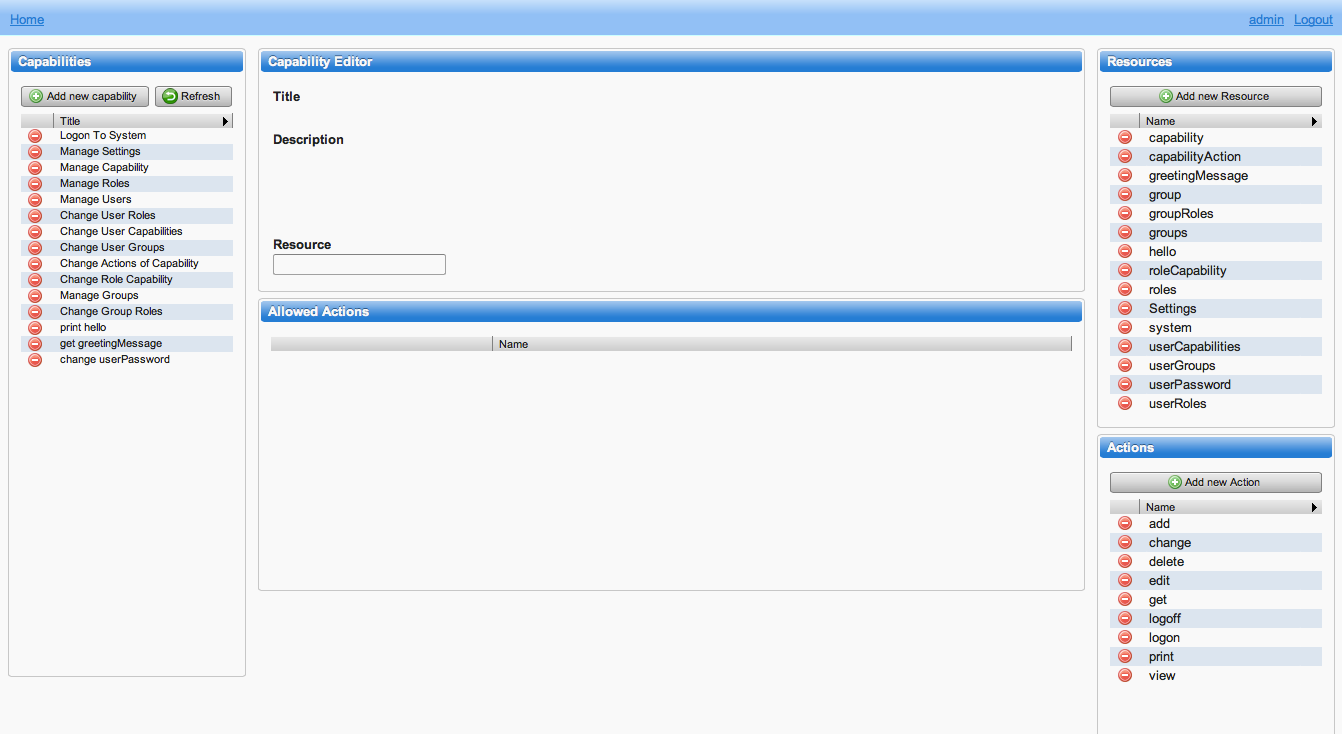 Home
admin Logout
Capabilities
Add new capability Refresh
Title
Logon To System
Manage Settings
Manage Capability
Manage Roles
Manage Users
Change User Roles
Change User Capabilities
Change User Groups
Change Actions of Capability
Change Role Capability
Manage Groups
Change Group Roles
print hello
get greetingMessage
change userPassword
Capability Editor
Title
Description
Resource
Allowed Actions
Name
Resources
Add new Resource
Name
capability
capabilityAction
greetingMessage
group
groupRoles
groups
hello
roleCapability
roles
Settings
system
userCapabilities
userGroups
userPassword
userRoles
Actions
Add new Action
Name
add
change
delete
edit
get
logoff
logon
print
view